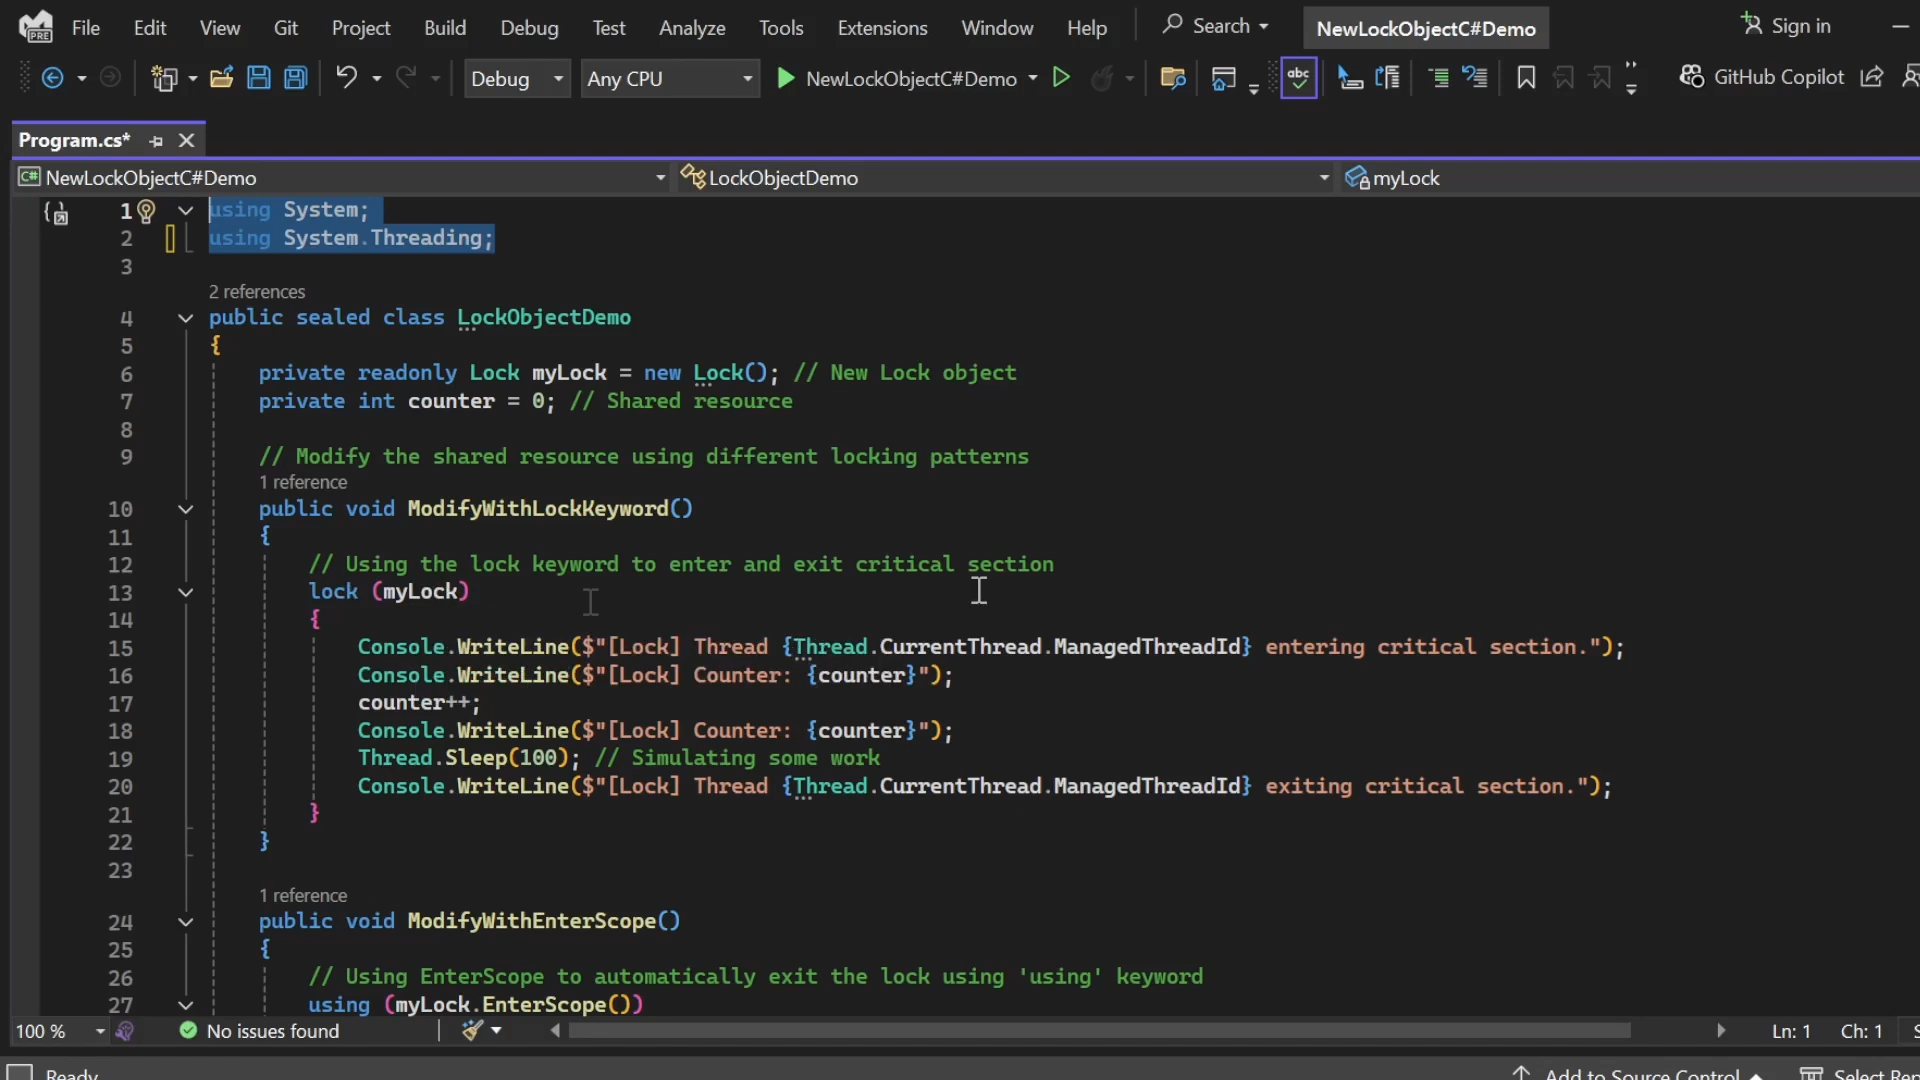 File Edit View Git Project Build Debug Test Analyze Tools Extensions Window Help Search NewLockObjectC#Demo Sign in
PRE
Debug Any CPU NewLockObjectC#Demo abc GitHub Copilot
Program.cs*
C# NewLockObjectC#Demo LockObjectDemo myLock
1 using System;
2 using System.Threading;
3
2 references
4 public sealed class LockObjectDemo
5 {
6 private readonly Lock myLock = new Lock(); // New Lock object
7 private int counter = 0; // Shared resource
8
9 // Modify the shared resource using different locking patterns
1 reference
10 public void ModifyWithLockKeyword()
11 {
12 // Using the lock keyword to enter and exit critical section
13 lock (myLock)
14 {
15 Console.WriteLine($"[Lock] Thread {Thread.CurrentThread.ManagedThreadId} entering critical section.");
16 Console.WriteLine($"[Lock] Counter: {counter}");
17 counter++;
18 Console.WriteLine($"[Lock] Counter: {counter}");
19 Thread.Sleep(100); // Simulating some work
20 Console.WriteLine($"[Lock] Thread {Thread.CurrentThread.ManagedThreadId} exiting critical section.");
21 }
22 }
23
1 reference
24 public void ModifyWithEnterScope()
25 {
26 // Using EnterScope to automatically exit the lock using 'using' keyword
27 using (myLock.EnterScope())
100 % No issues found Ln: 1 Ch: 1
Ready Add to Source Control Select Rep